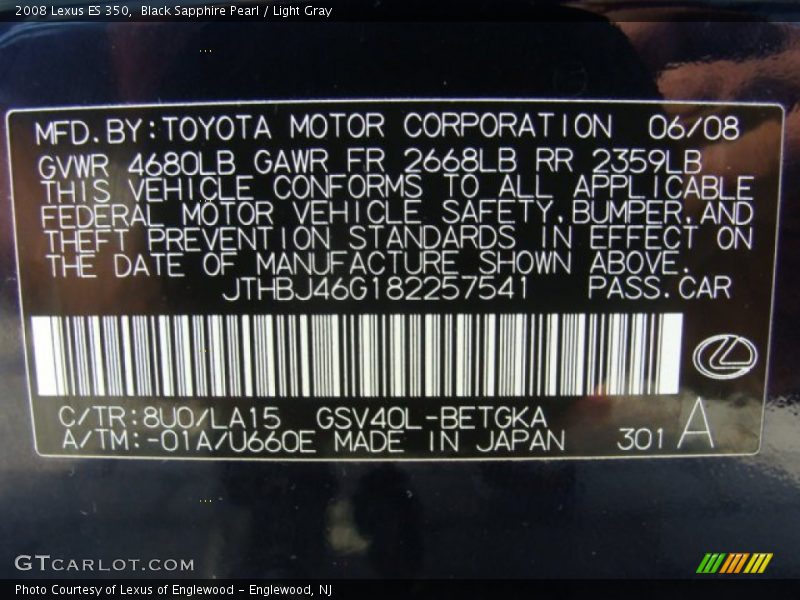 2008 Lexus ES 350, Black Sapphire Pearl / Light Gray
MFD.BY:TOYOTA MOTOR CORPORATION 06/08
GVWR 4680LB GAWR FR 2668LB RR 2359LB
THIS VEHICLE CONFORMS TO ALL APPLICABLE
FEDERAL MOTOR VEHICLE SAFETY,BUMPER,AND
THEFT PREVENTION STANDARDS IN EFFECT ON
THE DATE OF MANUFACTURE SHOWN ABOVE.
JTHBJ46G182257541 PASS.CAR
C/TR:8U0/LA15 GSV40L-BETGKA
A/TM:-01A/U660E MADE IN JAPAN 301 A
GTCARLOT.COM
Photo Courtesy of Lexus of Englewood - Englewood, NJ